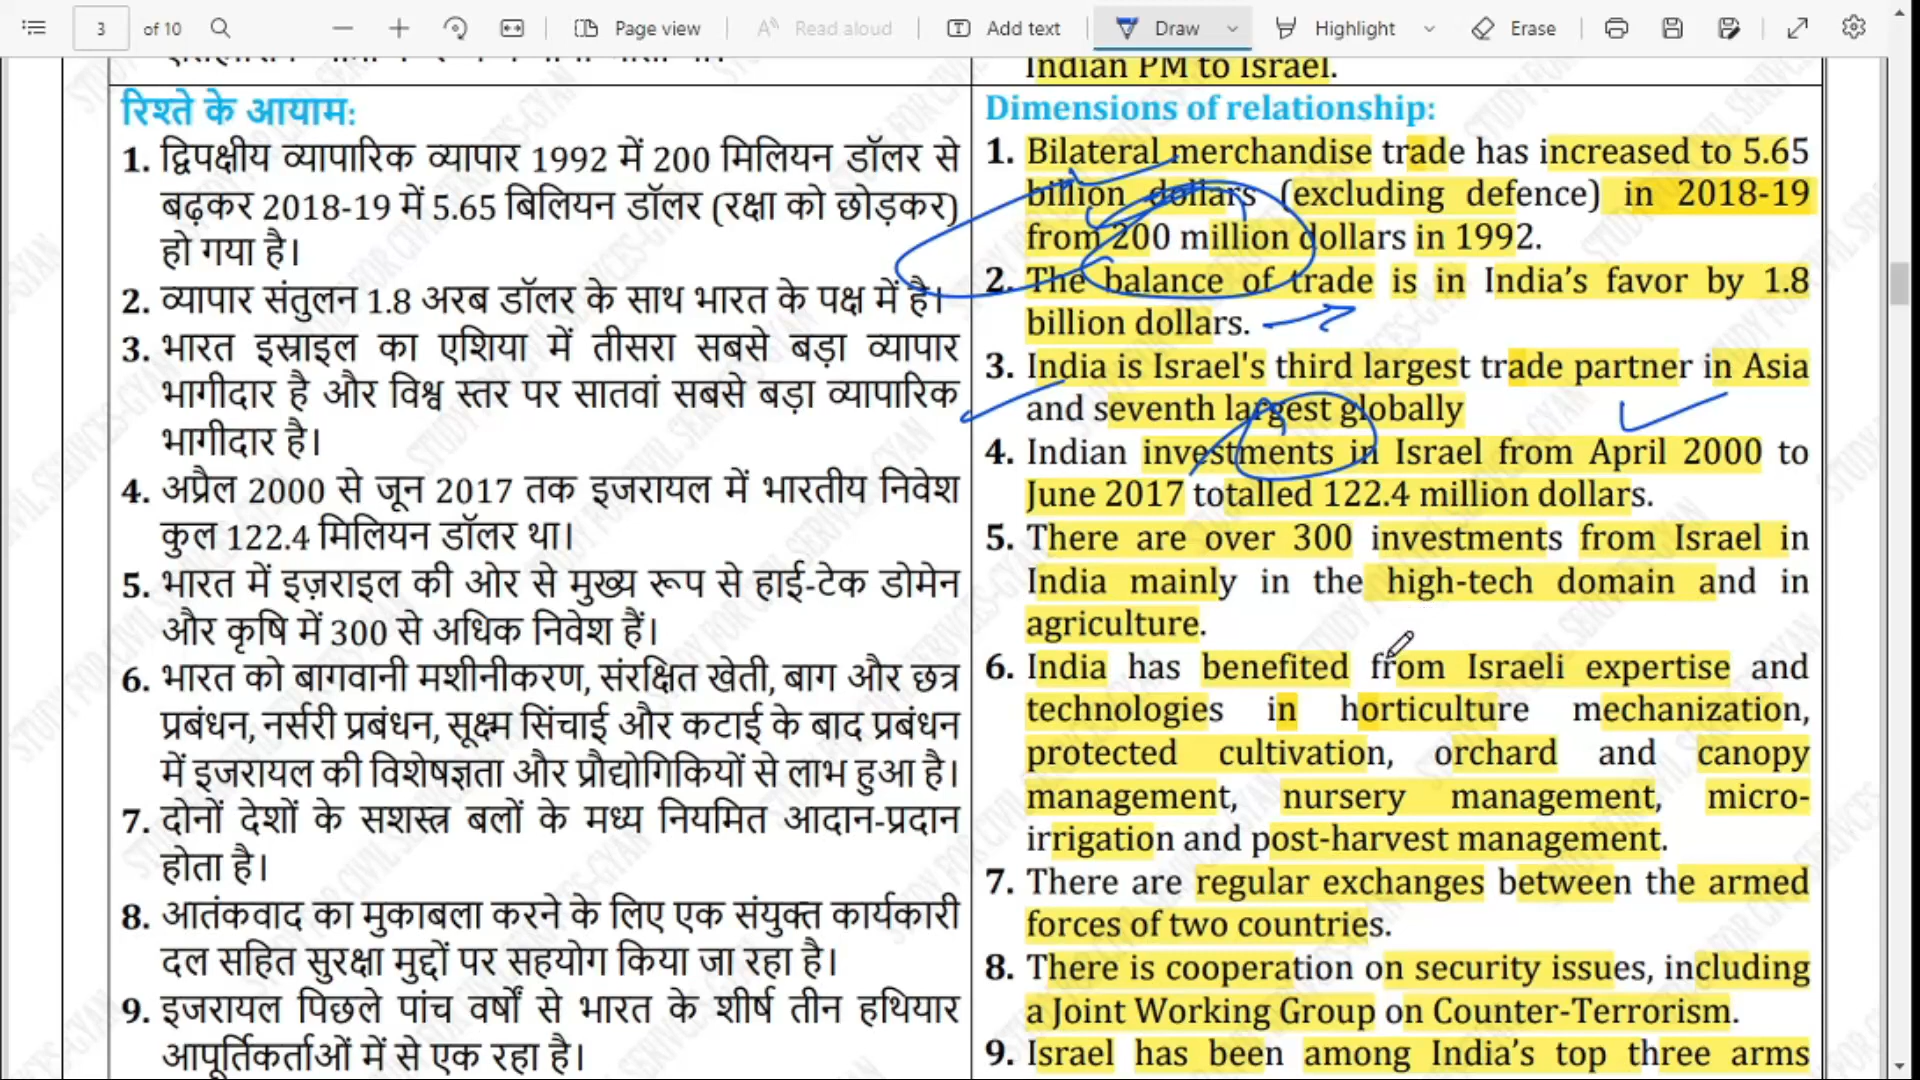 3
of 10
Page view
Read aloud
Add text
Draw
Highlight
Erase
Indian PM to Israel.
रिश्ते के आयाम:
1. द्विपक्षीय व्यापारिक व्यापार 1992 में 200 मिलियन डॉलर से
बढ़कर 2018-19 में 5.65 बिलियन डॉलर (रक्षा को छोड़कर)
हो गया है।
2. व्यापार संतुलन 1.8 अरब डॉलर के साथ भारत के पक्ष में है।
3. भारत इस्राइल का एशिया में तीसरा सबसे बड़ा व्यापार
भागीदार है और विश्व स्तर पर सातवां सबसे बड़ा व्यापारिक
भागीदार है।
4. अप्रैल 2000 से जून 2017 तक इजरायल में भारतीय निवेश
कुल 122.4 मिलियन डॉलर था।
5. भारत में इज़राइल की ओर से मुख्य रूप से हाई-टेक डोमेन
और कृषि में 300 से अधिक निवेश हैं।
6. भारत को बागवानी मशीनीकरण, संरक्षित खेती, बाग और छत्र
प्रबंधन, नर्सरी प्रबंधन, सूक्ष्म सिंचाई और कटाई के बाद प्रबंधन
में इजरायल की विशेषज्ञता और प्रौद्योगिकियों से लाभ हुआ है।
7. दोनों देशों के सशस्त्र बलों के मध्य नियमित आदान-प्रदान
होता है।
8. आतंकवाद का मुकाबला करने के लिए एक संयुक्त कार्यकारी
दल सहित सुरक्षा मुद्दों पर सहयोग किया जा रहा है।
9. इजरायल पिछले पांच वर्षों से भारत के शीर्ष तीन हथियार
आपूर्तिकर्ताओं में से एक रहा है।
Dimensions of relationship:
1. Bilateral merchandise trade has increased to 5.65
billion dollars (excluding defence) in 2018-19
from 200 million dollars in 1992.
2. The balance of trade is in India’s favor by 1.8
billion dollars.
3. India is Israel's third largest trade partner in Asia
and seventh largest globally
4. Indian investments in Israel from April 2000 to
June 2017 totalled 122.4 million dollars.
5. There are over 300 investments from Israel in
India mainly in the high-tech domain and in
agriculture.
6. India has benefited from Israeli expertise and
technologies in horticulture mechanization,
protected cultivation, orchard and canopy
management, nursery management, micro-
irrigation and post-harvest management.
7. There are regular exchanges between the armed
forces of two countries.
8. There is cooperation on security issues, including
a Joint Working Group on Counter-Terrorism.
9. Israel has been among India’s top three arms